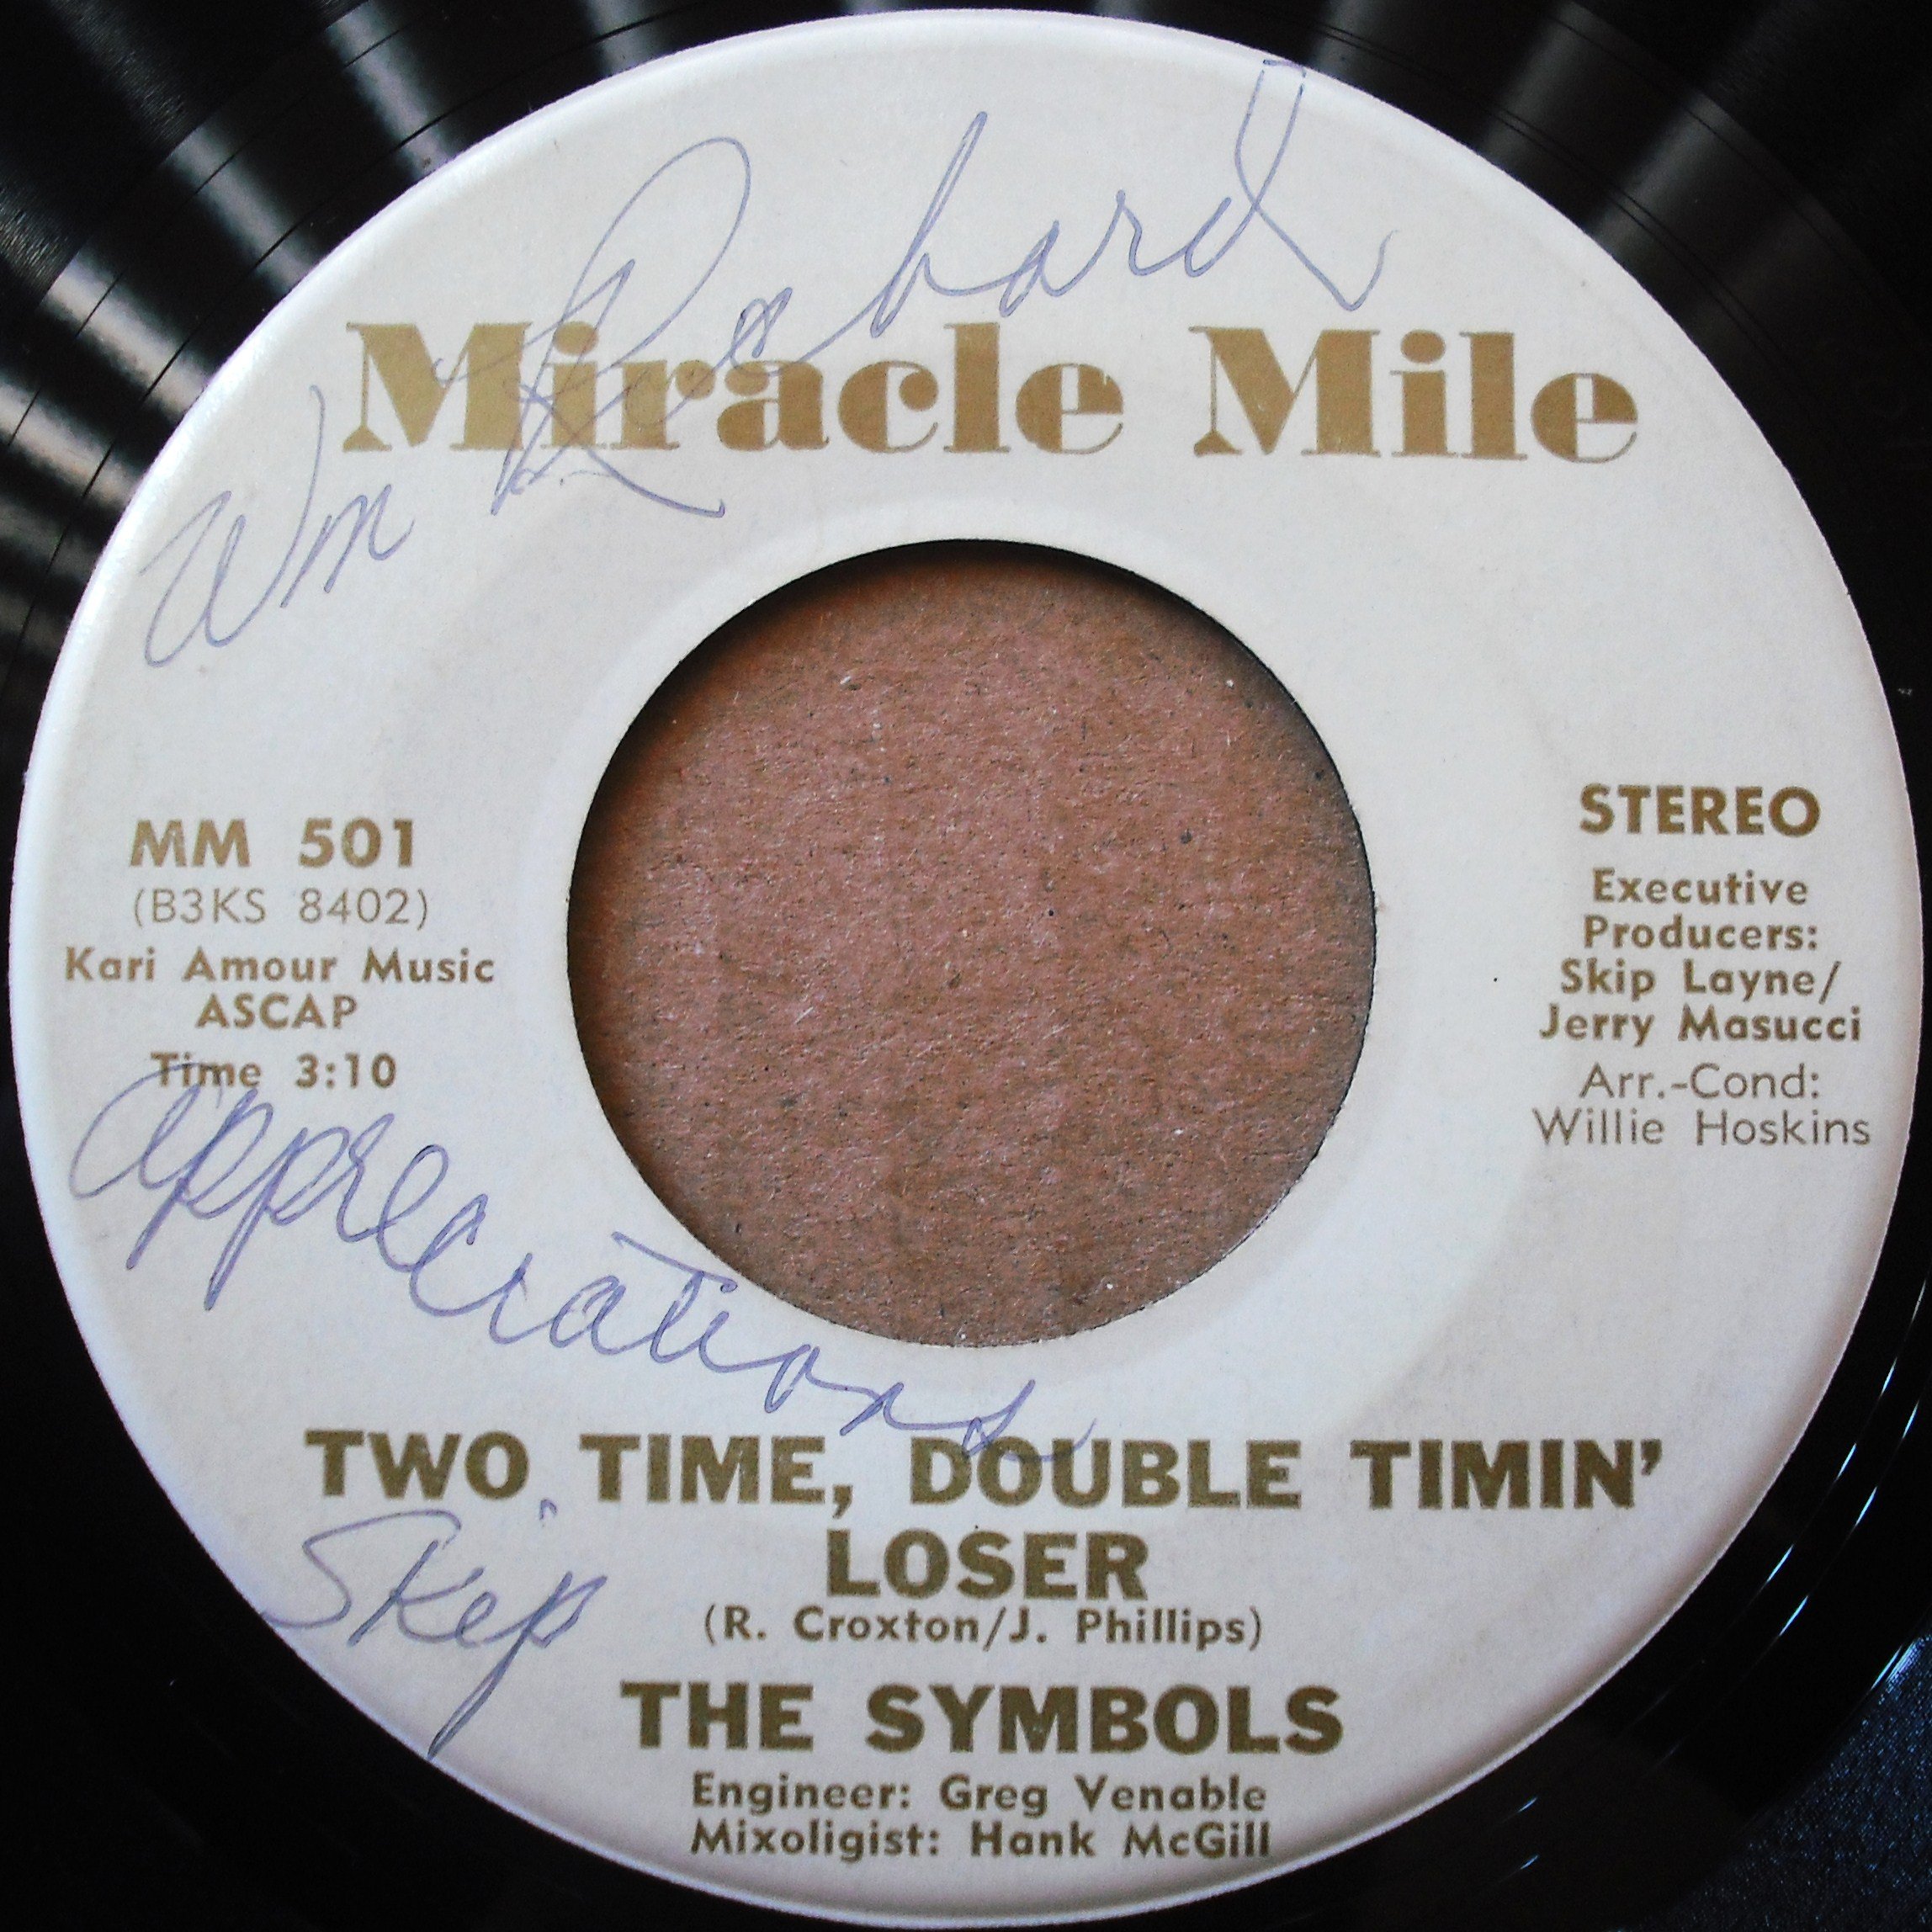 Wm Richard
Miracle Mile
MM 501
(B3KS 8402)
Kari Amour Music
ASCAP
Time 3:10
STEREO
Executive
Producers:
Skip Layne/
Jerry Masucci
Arr.-Cond:
Willie Hoskins
appreciations
TWO TIME, DOUBLE TIMIN'
LOSER
(R. Croxton/J. Phillips)
Skip
THE SYMBOLS
Engineer: Greg Venable
Mixoligist: Hank McGill